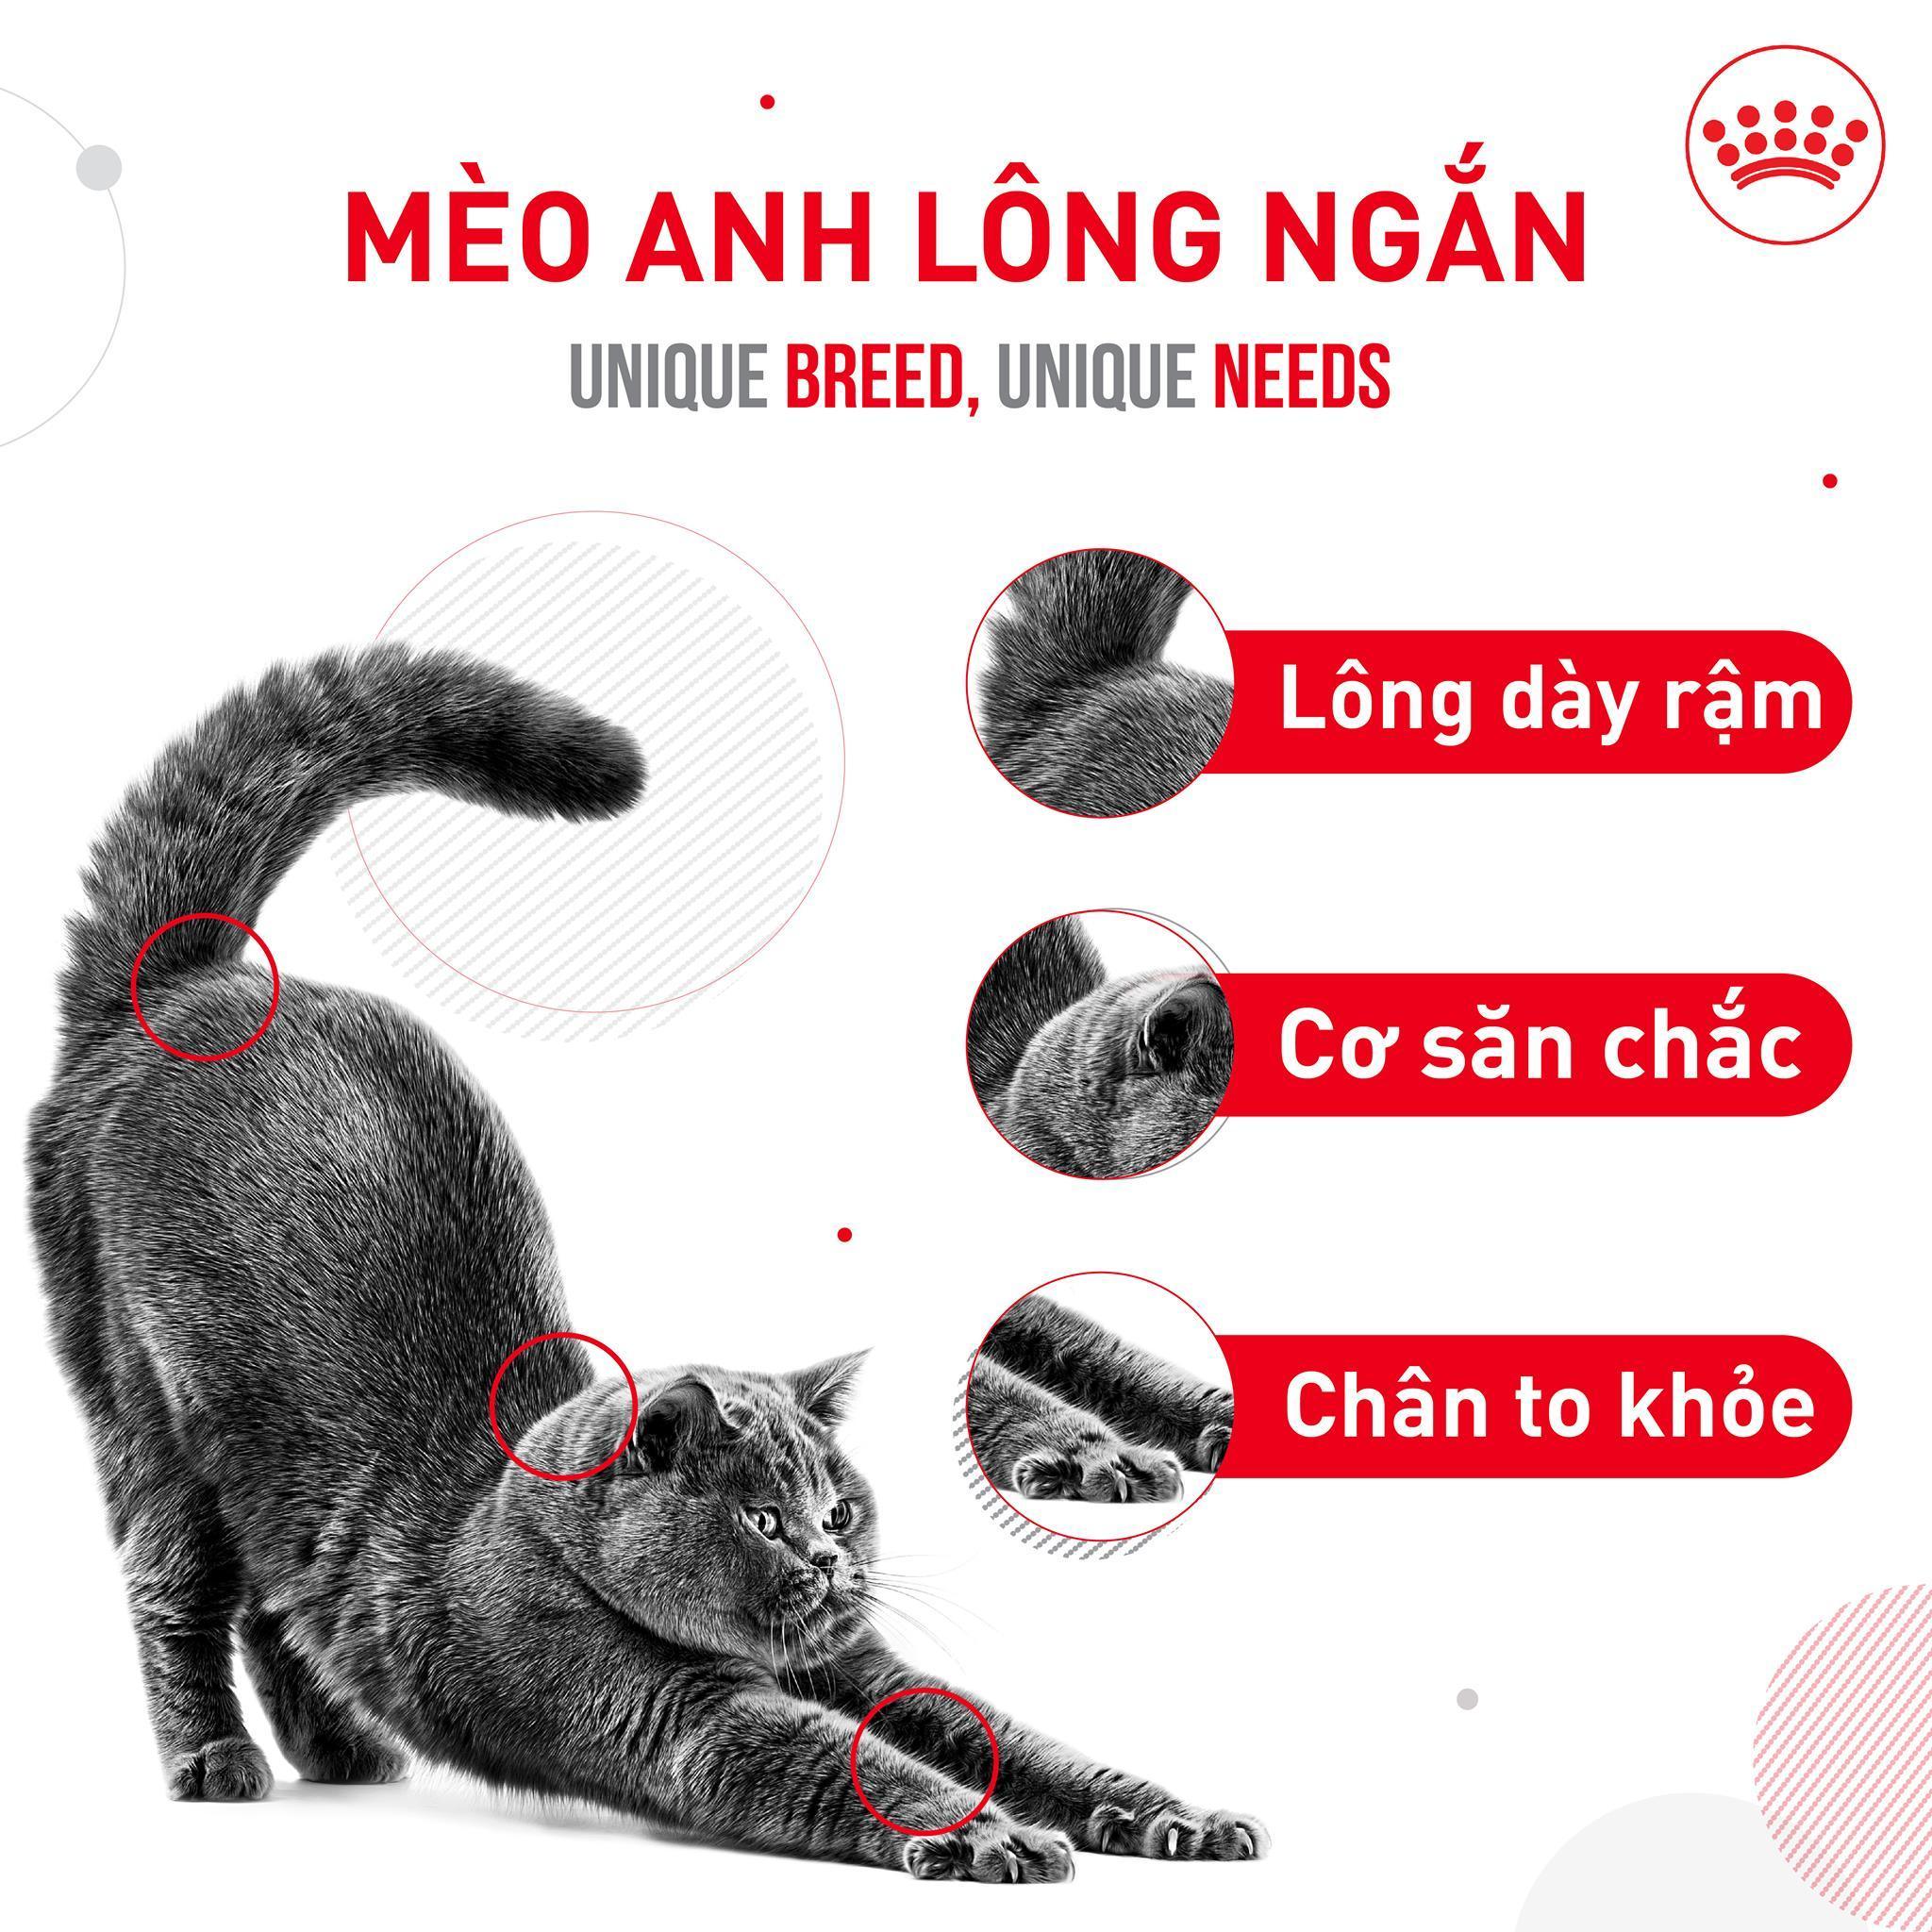 MÈO ANH LÔNG NGẮN
UNIQUE BREED, UNIQUE NEEDS
Lông dày rậm
Cơ săn chắc
Chân to khỏe